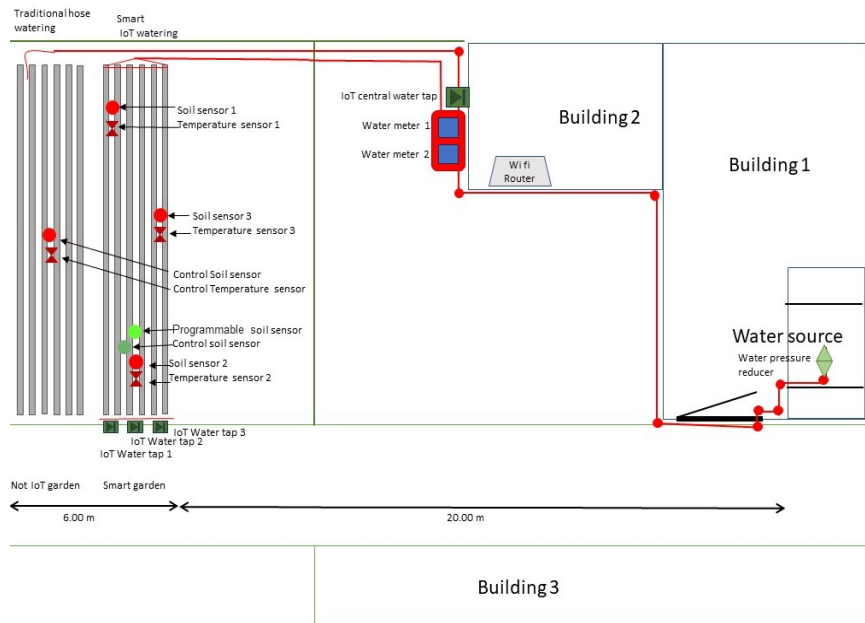 Traditional hose
watering
Smart
IoT watering
IoT central water tap
Water meter 1
Water meter 2
Building 2
Wi fi
Router
Building 1
Soil sensor 1
Temperature sensor 1
Soil sensor 3
Temperature sensor 3
Control Soil sensor
Control Temperature sensor
Programmable Soil sensor
Control soil sensor
Soil sensor 2
Temperature sensor 2
Water source
Water pressure
reducer
IoT Water tap 3
IoT Water tap 2
IoT Water tap 1
Not IoT garden
Smart garden
6.00 m
20.00 m
Building 3